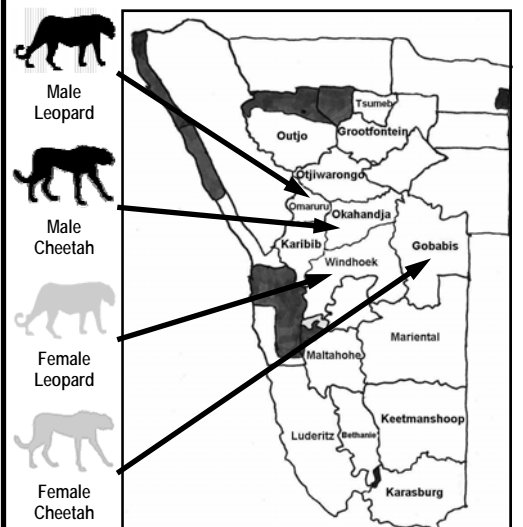 Male
Leopard
Male
Cheetah
Female
Leopard
Female
Cheetah
Tsumeb
Outjo
Grootfontein
Otjiwarongo
Omaruru
Okahandja
Karibib
Gobabis
Windhoek
Mariental
Maltahohe
Keetmanshoop
Luderitz
Bethanie
Karasburg